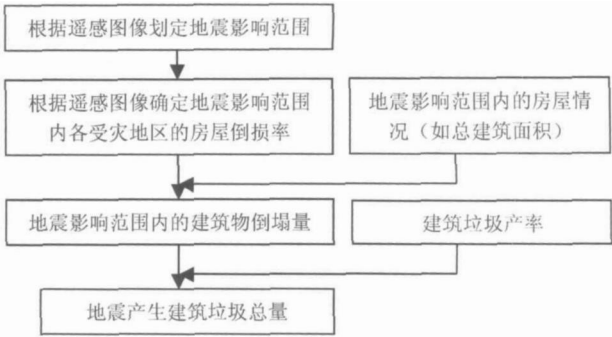 根据遥感图像划定地震影响范围
根据遥感图像确定地震影响范围
内各受灾地区的房屋倒损率
地震影响范围内的房屋情
况（如总建筑面积）
地震影响范围内的建筑物倒塌量
建筑垃圾产率
地震产生建筑垃圾总量